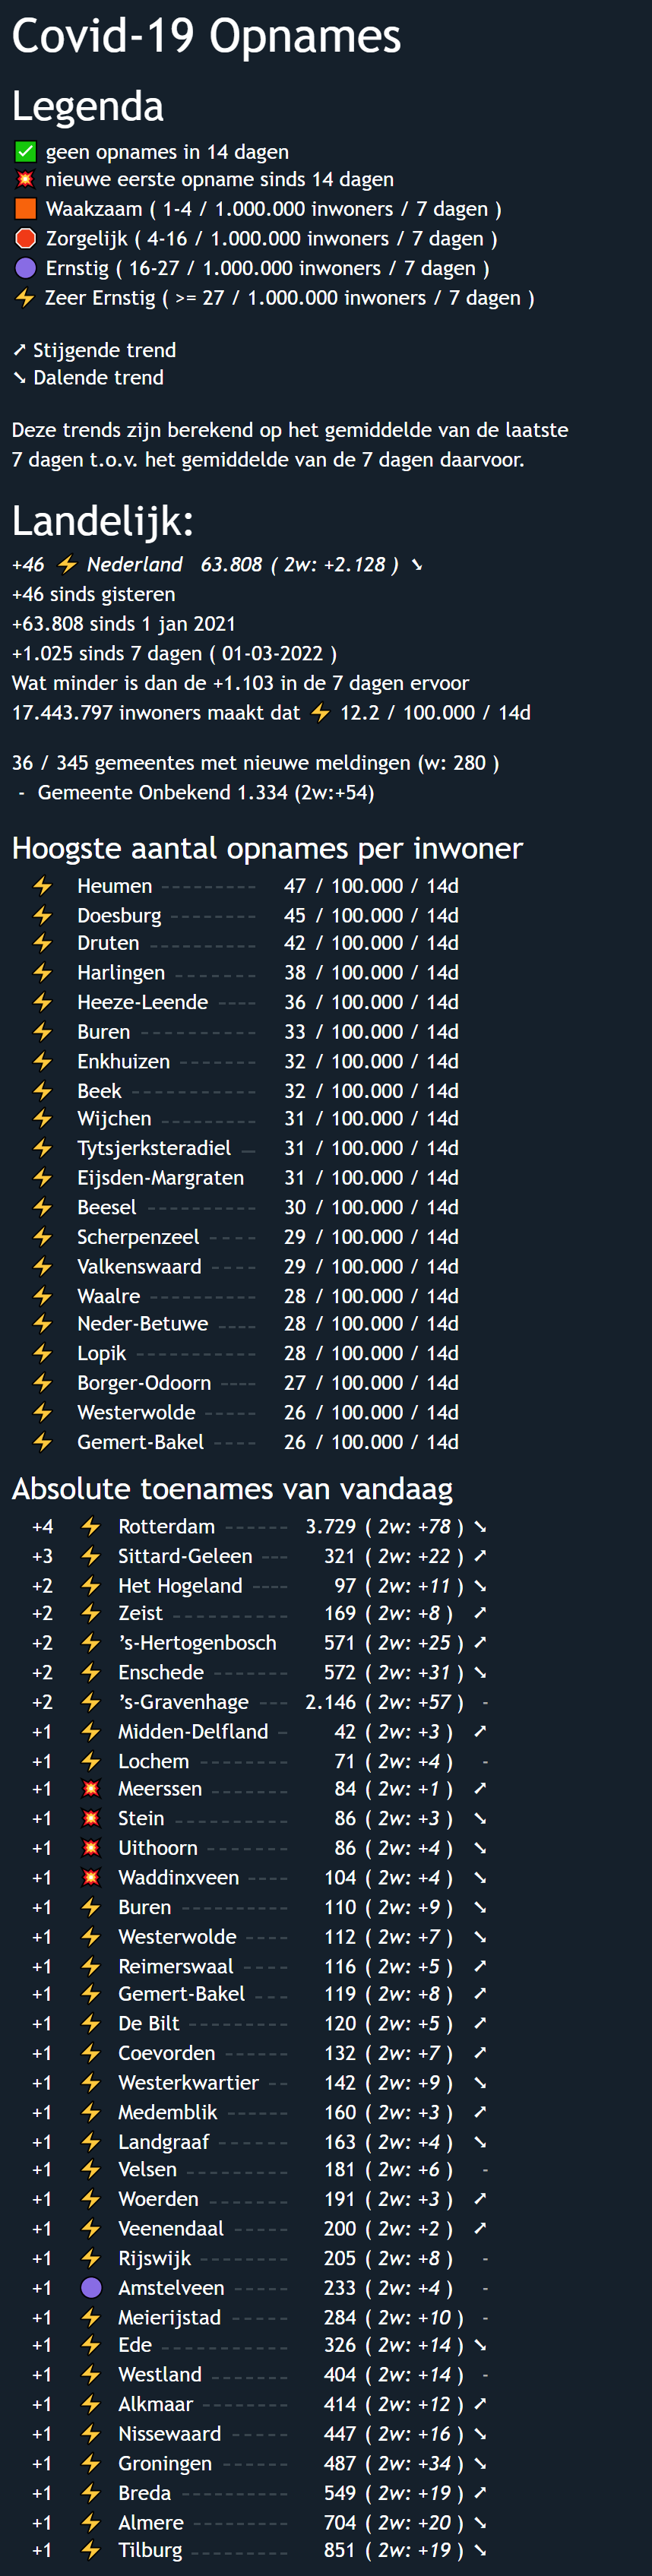 Covid-19 Opnames
Legenda
✅ geen opnames in 14 dagen
💥 nieuwe eerste opname sinds 14 dagen
🟧 Waakzaam ( 1-4 / 1.000.000 inwoners / 7 dagen )
🛑 Zorgelijk ( 4-16 / 1.000.000 inwoners / 7 dagen )
🟣 Ernstig ( 16-27 / 1.000.000 inwoners / 7 dagen )
⚡ Zeer Ernstig ( >= 27 / 1.000.000 inwoners / 7 dagen )
➚ Stijgende trend
➘ Dalende trend
Deze trends zijn berekend op het gemiddelde van de laatste
7 dagen t.o.v. het gemiddelde van de 7 dagen daarvoor.
Landelijk:
+46 ⚡ Nederland 63.808 ( 2w: +2.128 ) ➘
+46 sinds gisteren
+63.808 sinds 1 jan 2021
+1.025 sinds 7 dagen ( 01-03-2022 )
Wat minder is dan de +1.103 in de 7 dagen ervoor
17.443.797 inwoners maakt dat ⚡ 12.2 / 100.000 / 14d
36 / 345 gemeentes met nieuwe meldingen (w: 280 )
- Gemeente Onbekend 1.334 (2w:+54)
Hoogste aantal opnames per inwoner
⚡ Heumen --------- 47 / 100.000 / 14d
⚡ Doesburg -------- 45 / 100.000 / 14d
⚡ Druten ---------- 42 / 100.000 / 14d
⚡ Harlingen ------- 38 / 100.000 / 14d
⚡ Heeze-Leende ---- 36 / 100.000 / 14d
⚡ Buren ---------- 33 / 100.000 / 14d
⚡ Enkhuizen ------- 32 / 100.000 / 14d
⚡ Beek ----------- 32 / 100.000 / 14d
⚡ Wijchen --------- 31 / 100.000 / 14d
⚡ Tytsjerksteradiel -- 31 / 100.000 / 14d
⚡ Eijsden-Margraten 31 / 100.000 / 14d
⚡ Beesel ---------- 30 / 100.000 / 14d
⚡ Scherpenzeel ----- 29 / 100.000 / 14d
⚡ Valkenswaard ----- 29 / 100.000 / 14d
⚡ Waalre ---------- 28 / 100.000 / 14d
⚡ Neder-Betuwe ---- 28 / 100.000 / 14d
⚡ Lopik ----------- 28 / 100.000 / 14d
⚡ Borger-Odoorn ---- 27 / 100.000 / 14d
⚡ Westerwolde ----- 26 / 100.000 / 14d
⚡ Gemert-Bakel ---- 26 / 100.000 / 14d
Absolute toenames van vandaag
+4 ⚡ Rotterdam ------ 3.729 ( 2w: +78 ) ➘
+3 ⚡ Sittard-Geleen --- 321 ( 2w: +22 ) ➚
+2 ⚡ Het Hogeland ---- 97 ( 2w: +11 ) ➘
+2 ⚡ Zeist ---------- 169 ( 2w: +8 ) ➚
+2 ⚡ ’s-Hertogenbosch 571 ( 2w: +25 ) ➚
+2 ⚡ Enschede ------- 572 ( 2w: +31 ) ➘
+2 ⚡ ’s-Gravenhage --- 2.146 ( 2w: +57 ) -
+1 ⚡ Midden-Delfland - 42 ( 2w: +3 ) ➚
+1 ⚡ Lochem -------- 71 ( 2w: +4 ) -
+1 💥 Meerssen ------- 84 ( 2w: +1 ) ➚
+1 💥 Stein ---------- 86 ( 2w: +3 ) ➘
+1 💥 Uithoorn ------- 86 ( 2w: +4 ) ➘
+1 💥 Waddinxveen ---- 104 ( 2w: +4 ) ➘
+1 ⚡ Buren ---------- 110 ( 2w: +9 ) ➘
+1 ⚡ Westerwolde ---- 112 ( 2w: +7 ) ➘
+1 ⚡ Reimerswaal ---- 116 ( 2w: +5 ) ➚
+1 ⚡ Gemert-Bakel --- 119 ( 2w: +8 ) ➚
+1 ⚡ De Bilt --------- 120 ( 2w: +5 ) ➚
+1 ⚡ Coevorden ------ 132 ( 2w: +7 ) ➚
+1 ⚡ Westerkwartier -- 142 ( 2w: +9 ) ➘
+1 ⚡ Medemblik ------ 160 ( 2w: +3 ) ➚
+1 ⚡ Landgraaf ------ 163 ( 2w: +4 ) ➘
+1 ⚡ Velsen --------- 181 ( 2w: +6 ) -
+1 ⚡ Woerden ------- 191 ( 2w: +3 ) ➚
+1 ⚡ Veenendaal ----- 200 ( 2w: +2 ) ➚
+1 ⚡ Rijswijk -------- 205 ( 2w: +8 ) -
+1 🟣 Amstelveen ----- 233 ( 2w: +4 ) -
+1 ⚡ Meierijstad ----- 284 ( 2w: +10 ) -
+1 ⚡ Ede ----------- 326 ( 2w: +14 ) ➘
+1 ⚡ Westland ------- 404 ( 2w: +14 ) -
+1 ⚡ Alkmaar -------- 414 ( 2w: +12 ) ➚
+1 ⚡ Nissewaard ----- 447 ( 2w: +16 ) ➘
+1 ⚡ Groningen ------ 487 ( 2w: +34 ) ➘
+1 ⚡ Breda ---------- 549 ( 2w: +19 ) ➚
+1 ⚡ Almere --------- 704 ( 2w: +20 ) ➘
+1 ⚡ Tilburg --------- 851 ( 2w: +19 ) ➘